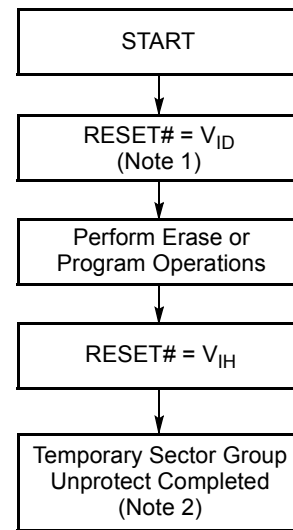 START
RESET# = VID
(Note 1)
Perform Erase or
Program Operations
RESET# = VIH
Temporary Sector Group
Unprotect Completed
(Note 2)